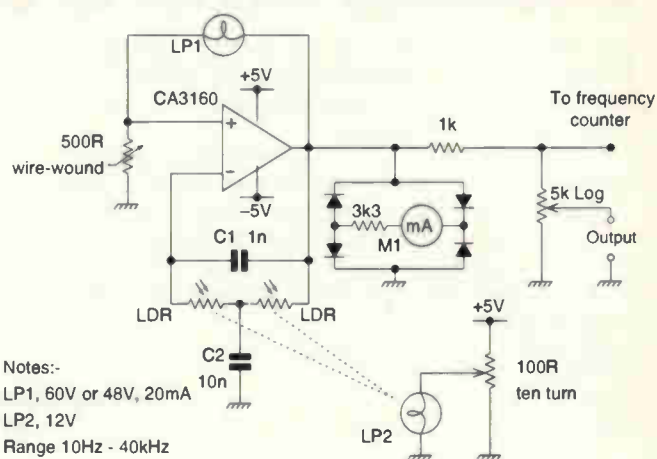 LP1
+5V
CA3160
To frequency
counter
1k
500R
wire-wound
+
−
−5V
3k3
mA
M1
5k Log
Output
C1 1n
LDR
LDR
+5V
C2
10n
100R
ten turn
LP2
Notes:-
LP1, 60V or 48V, 20mA
LP2, 12V
Range 10Hz - 40kHz